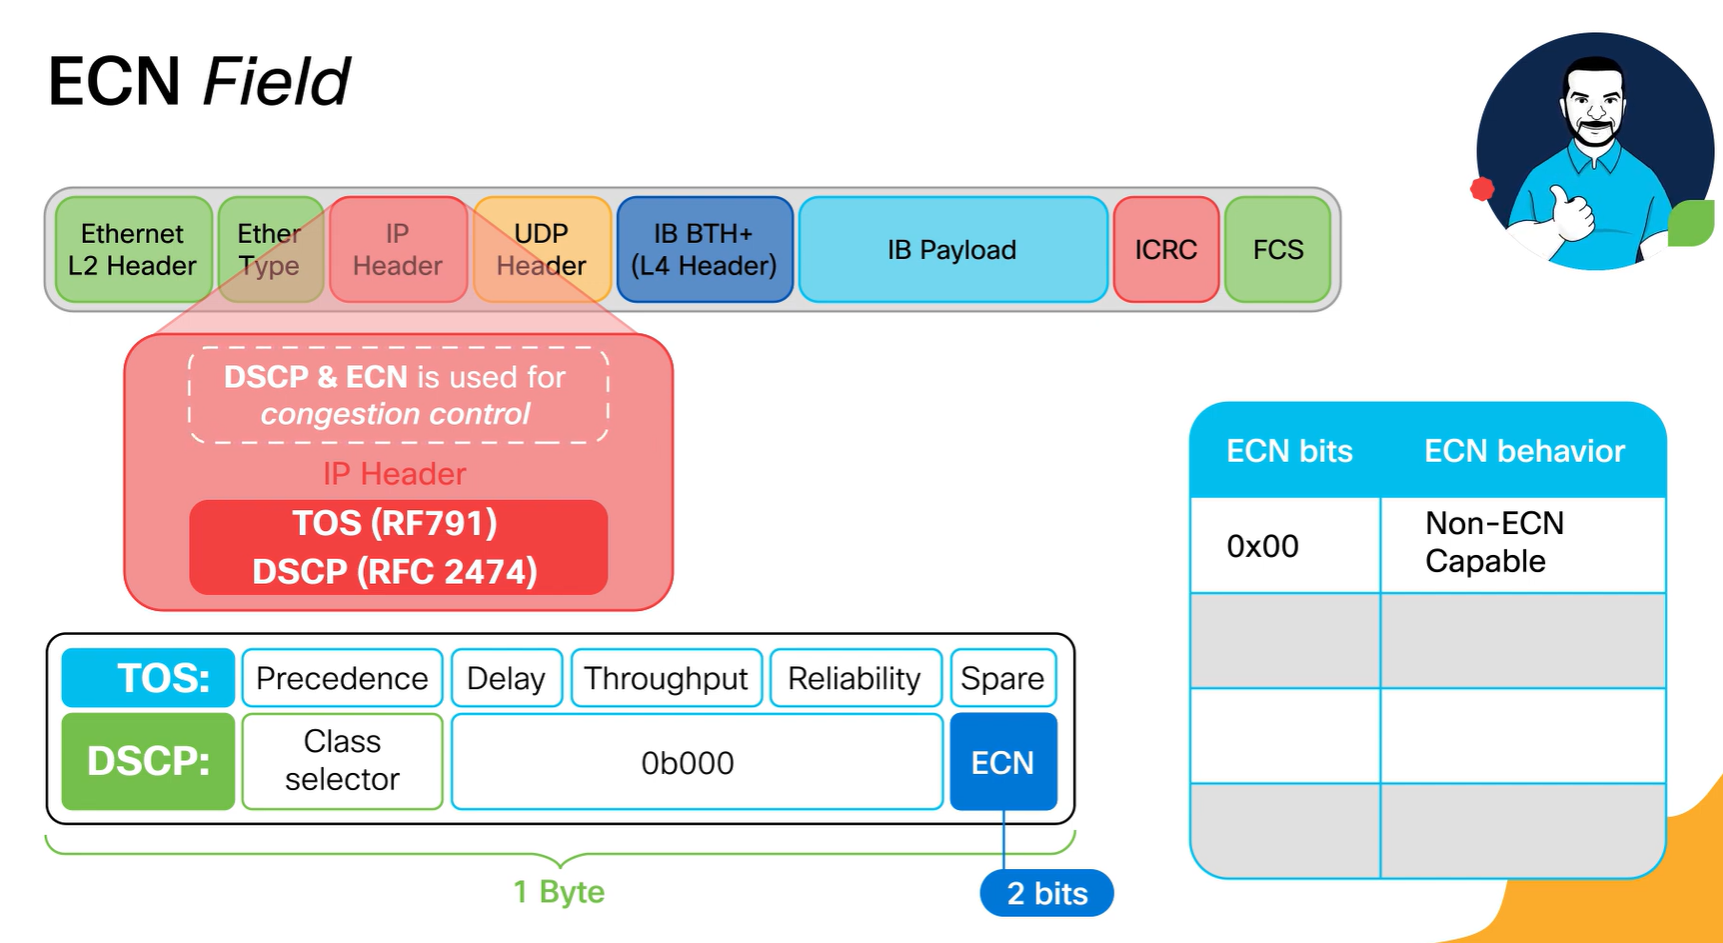 ECN Field
Ethernet
L2 Header
Ether
Type
IP
Header
UDP
Header
IB BTH+
(L4 Header)
IB Payload
ICRC
FCS
DSCP & ECN is used for
congestion control
IP Header
TOS (RF791)
DSCP (RFC 2474)
TOS:
Precedence
Delay
Throughput
Reliability
Spare
DSCP:
Class
selector
0b000
ECN
1 Byte
2 bits
ECN bits
ECN behavior
0x00
Non-ECN
Capable